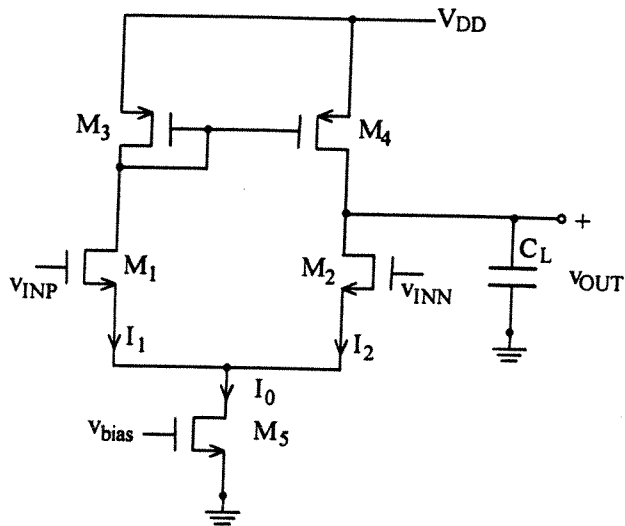 V_DD
M_3
M_4
+
M_1
M_2
C_L
v_INP
v_INN
v_OUT
I_1
I_2
I_0
v_bias
M_5